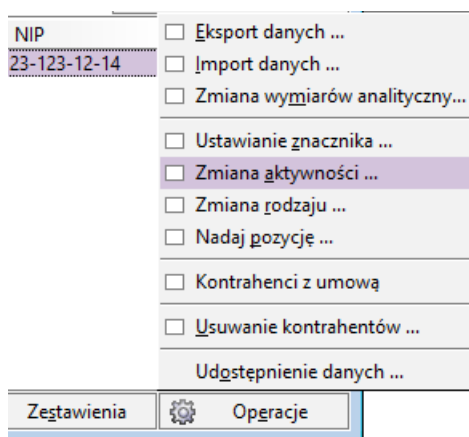 NIP
23-123-12-14
Eksport danych ...
Import danych ...
Zmiana wymiarów analityczny...
Ustawianie znacznika ...
Zmiana aktywności ...
Zmiana rodzaju ...
Nadaj pozycję ...
Kontrahenci z umową
Usuwanie kontrahentów ...
Udostępnienie danych ...
Zestawienia
Operacje